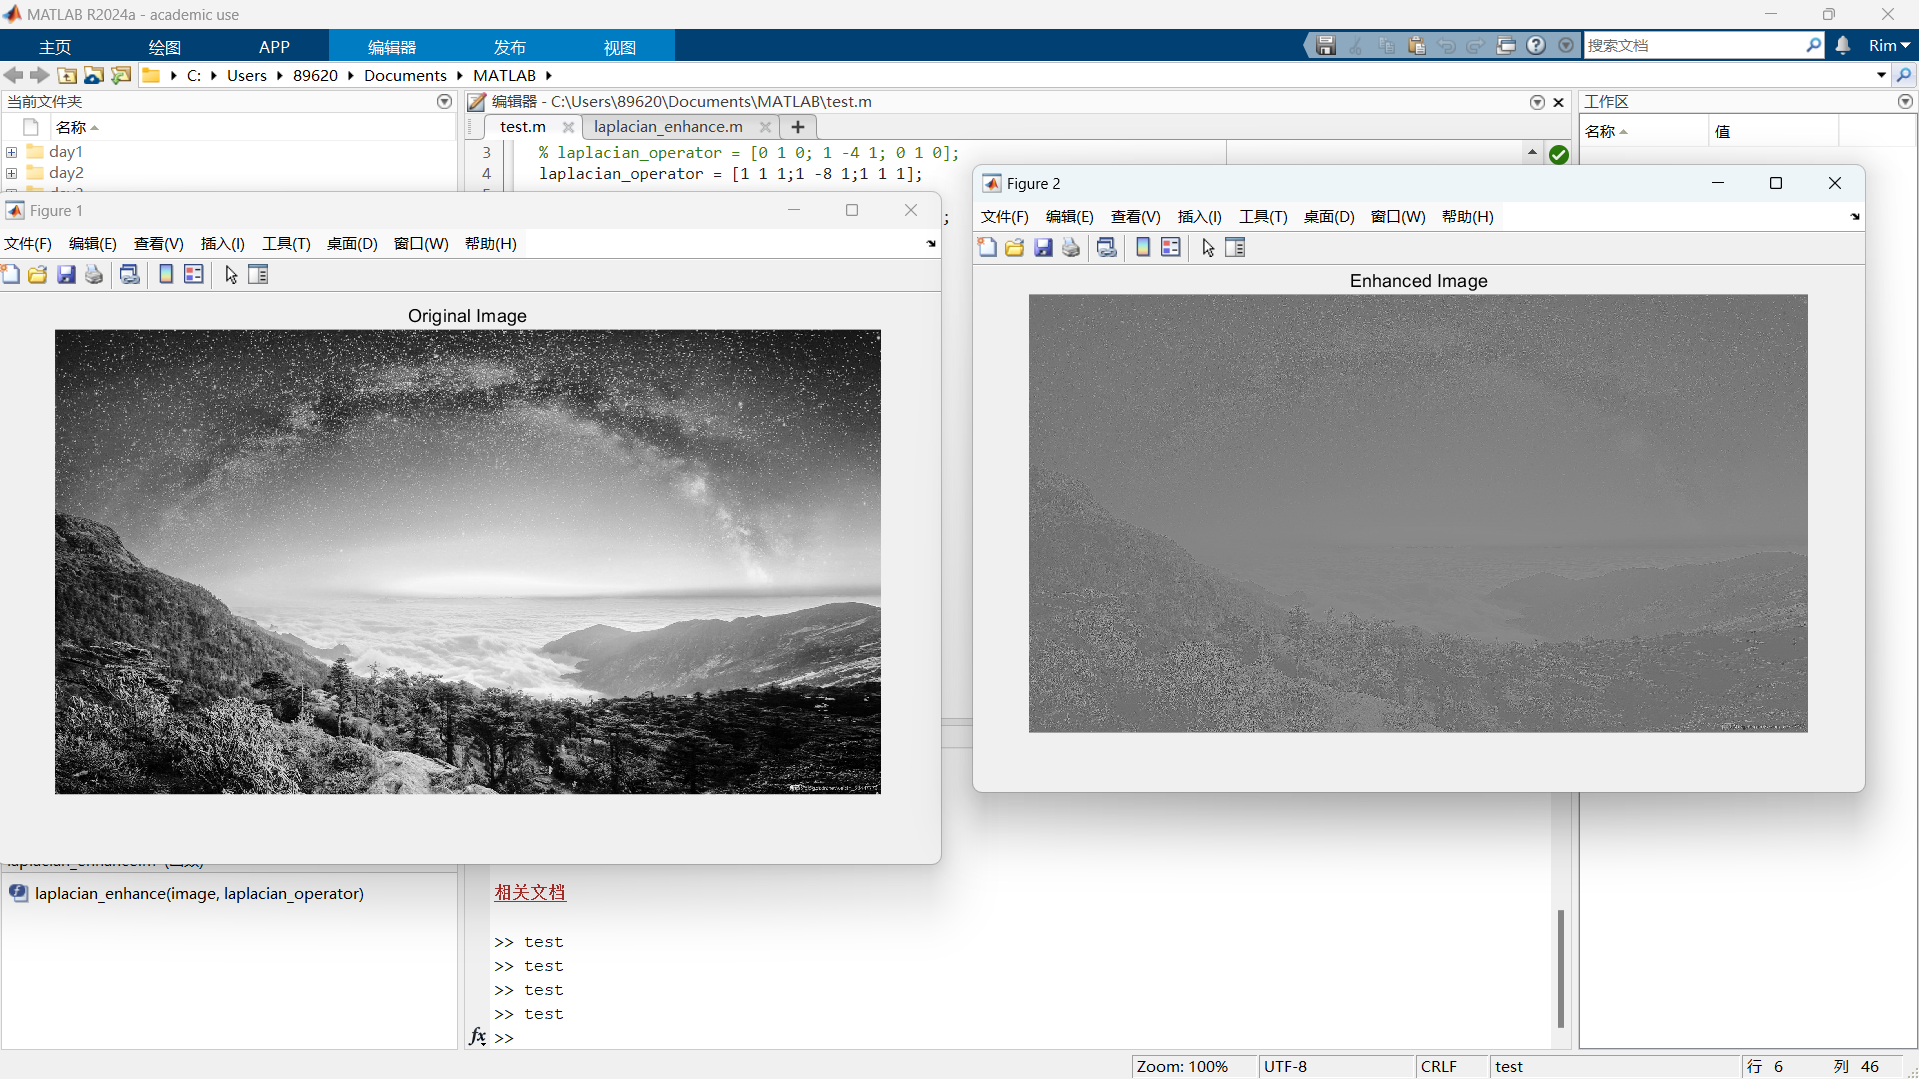 MATLAB R2024a - academic use
主页 绘图 APP 编辑器 发布 视图
搜索文档
Rim
C: Users 89620 Documents MATLAB
当前文件夹
名称
day1
day2
编辑器 - C:\Users\89620\Documents\MATLAB\test.m
test.m laplacian_enhance.m
3 % laplacian_operator = [0 1 0; 1 -4 1; 0 1 0];
4 laplacian_operator = [1 1 1;1 -8 1;1 1 1];
;
工作区
名称 值
Figure 1
文件(F) 编辑(E) 查看(V) 插入(I) 工具(T) 桌面(D) 窗口(W) 帮助(H)
Original Image
Figure 2
文件(F) 编辑(E) 查看(V) 插入(I) 工具(T) 桌面(D) 窗口(W) 帮助(H)
Enhanced Image
laplacian_enhance(image, laplacian_operator)
相关文档
>> test
>> test
>> test
>> test
fx >>
Zoom: 100% UTF-8 CRLF test 行 6 列 46